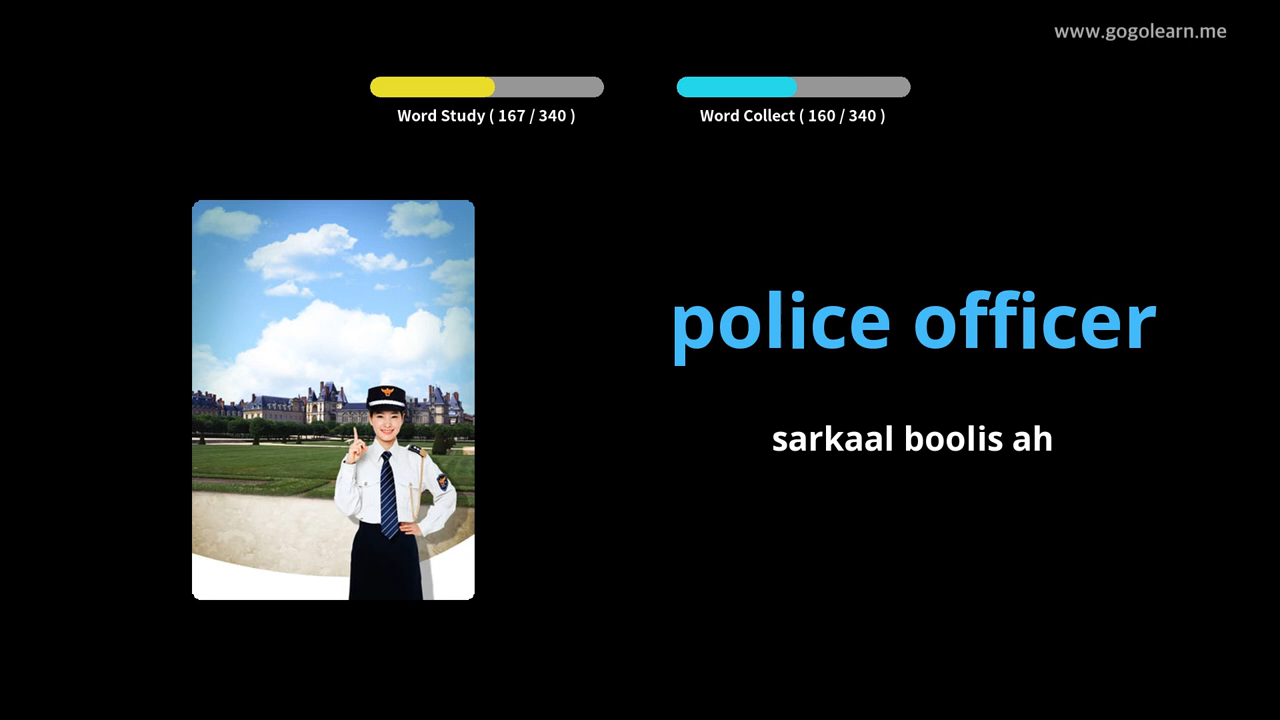 www.gogolearn.me
Word Study ( 167 / 340 )
Word Collect ( 160 / 340 )
police officer
sarkaal boolis ah